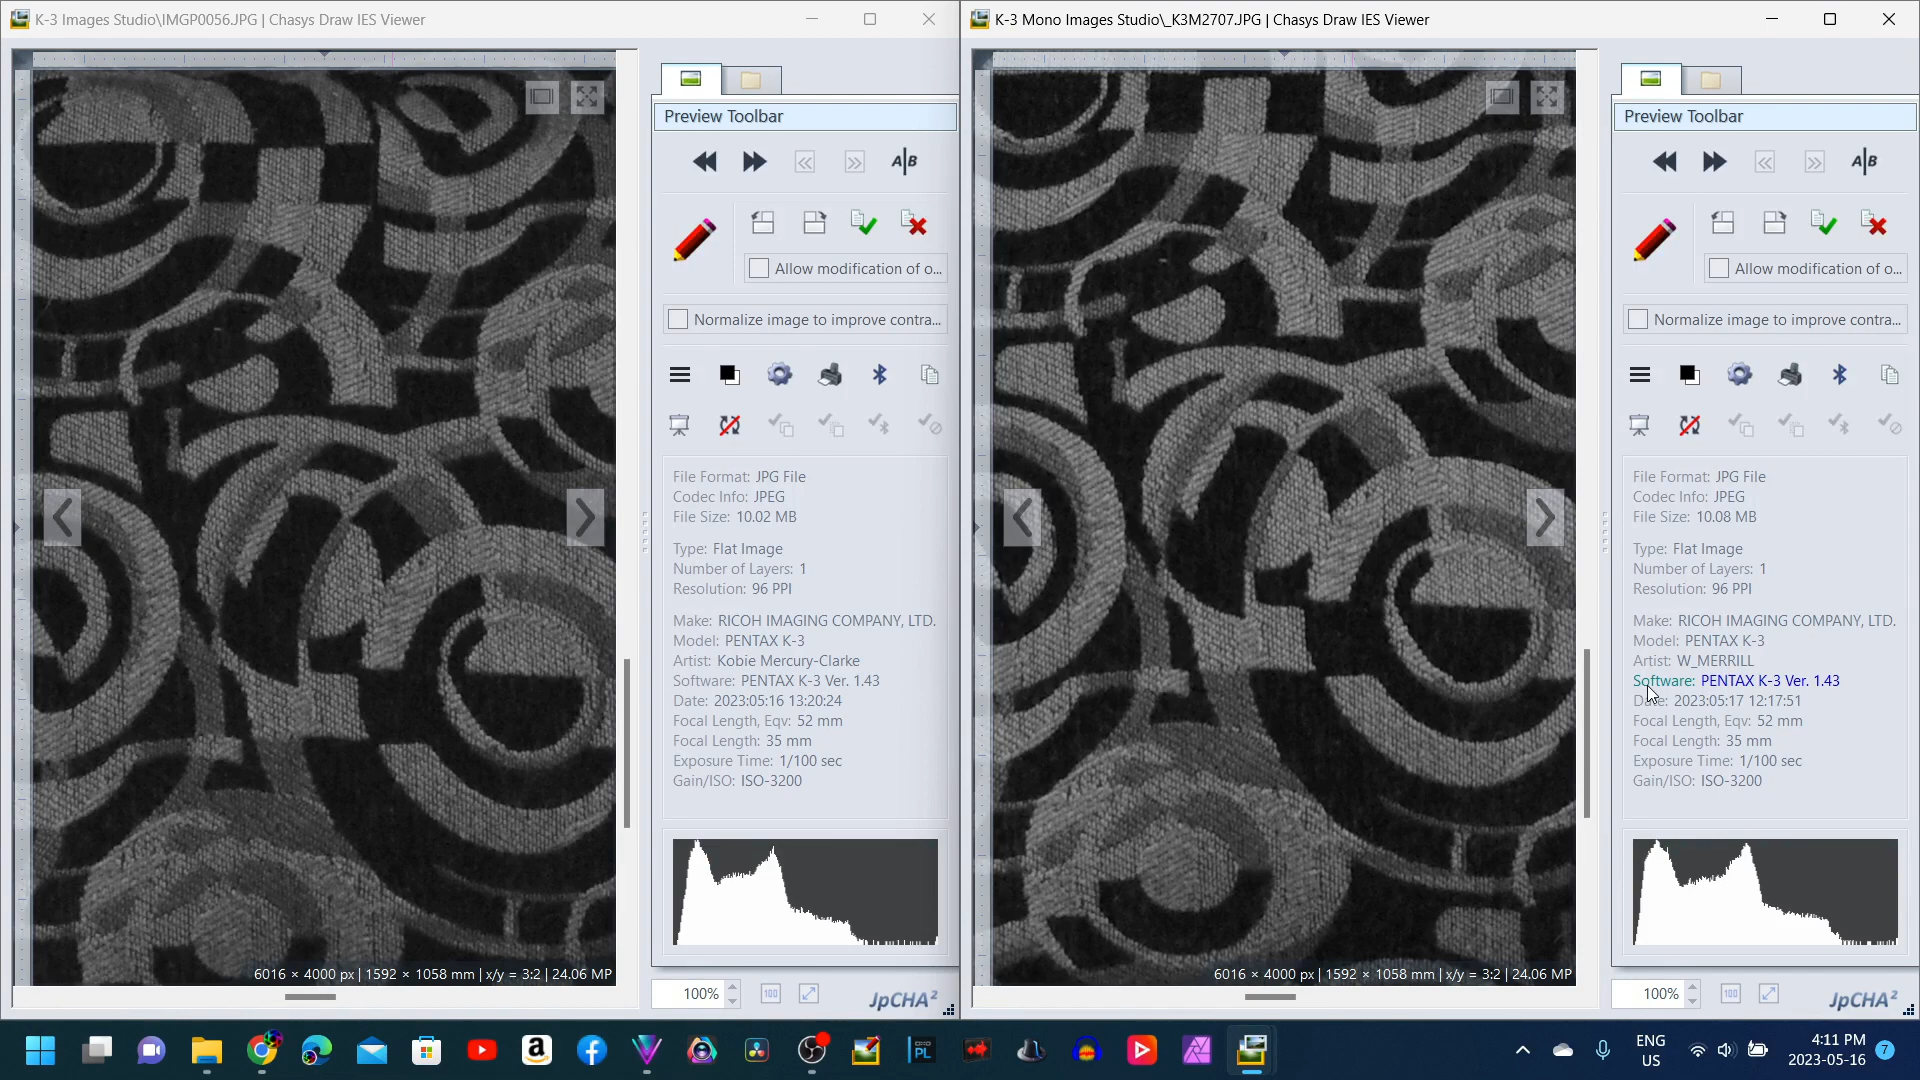 K-3 Images Studio\IMGP0056.JPG | Chasys Draw IES Viewer
Preview Toolbar
A|B
Allow modification of o...
Normalize image to improve contra...
File Format: JPG File
Codec Info: JPEG
File Size: 10.02 MB
Type: Flat Image
Number of Layers: 1
Resolution: 96 PPI
Make: RICOH IMAGING COMPANY, LTD.
Model: PENTAX K-3
Artist: Kobie Mercury-Clarke
Software: PENTAX K-3 Ver. 1.43
Date: 2023:05:16 13:20:24
Focal Length, Eqv: 52 mm
Focal Length: 35 mm
Exposure Time: 1/100 sec
Gain/ISO: ISO-3200
6016 × 4000 px | 1592 × 1058 mm | x/y = 3:2 | 24.06 MP
100%
100
JpCHA²
K-3 Mono Images Studio\_K3M2707.JPG | Chasys Draw IES Viewer
Preview Toolbar
A|B
Allow modification of o...
Normalize image to improve contra...
File Format: JPG File
Codec Info: JPEG
File Size: 10.08 MB
Type: Flat Image
Number of Layers: 1
Resolution: 96 PPI
Make: RICOH IMAGING COMPANY, LTD.
Model: PENTAX K-3
Artist: W_MERRILL
Software: PENTAX K-3 Ver. 1.43
Date: 2023:05:17 12:17:51
Focal Length, Eqv: 52 mm
Focal Length: 35 mm
Exposure Time: 1/100 sec
Gain/ISO: ISO-3200
6016 × 4000 px | 1592 × 1058 mm | x/y = 3:2 | 24.06 MP
100%
100
JpCHA²
a
PL
ENG
US
4:11 PM
2023-05-16
7